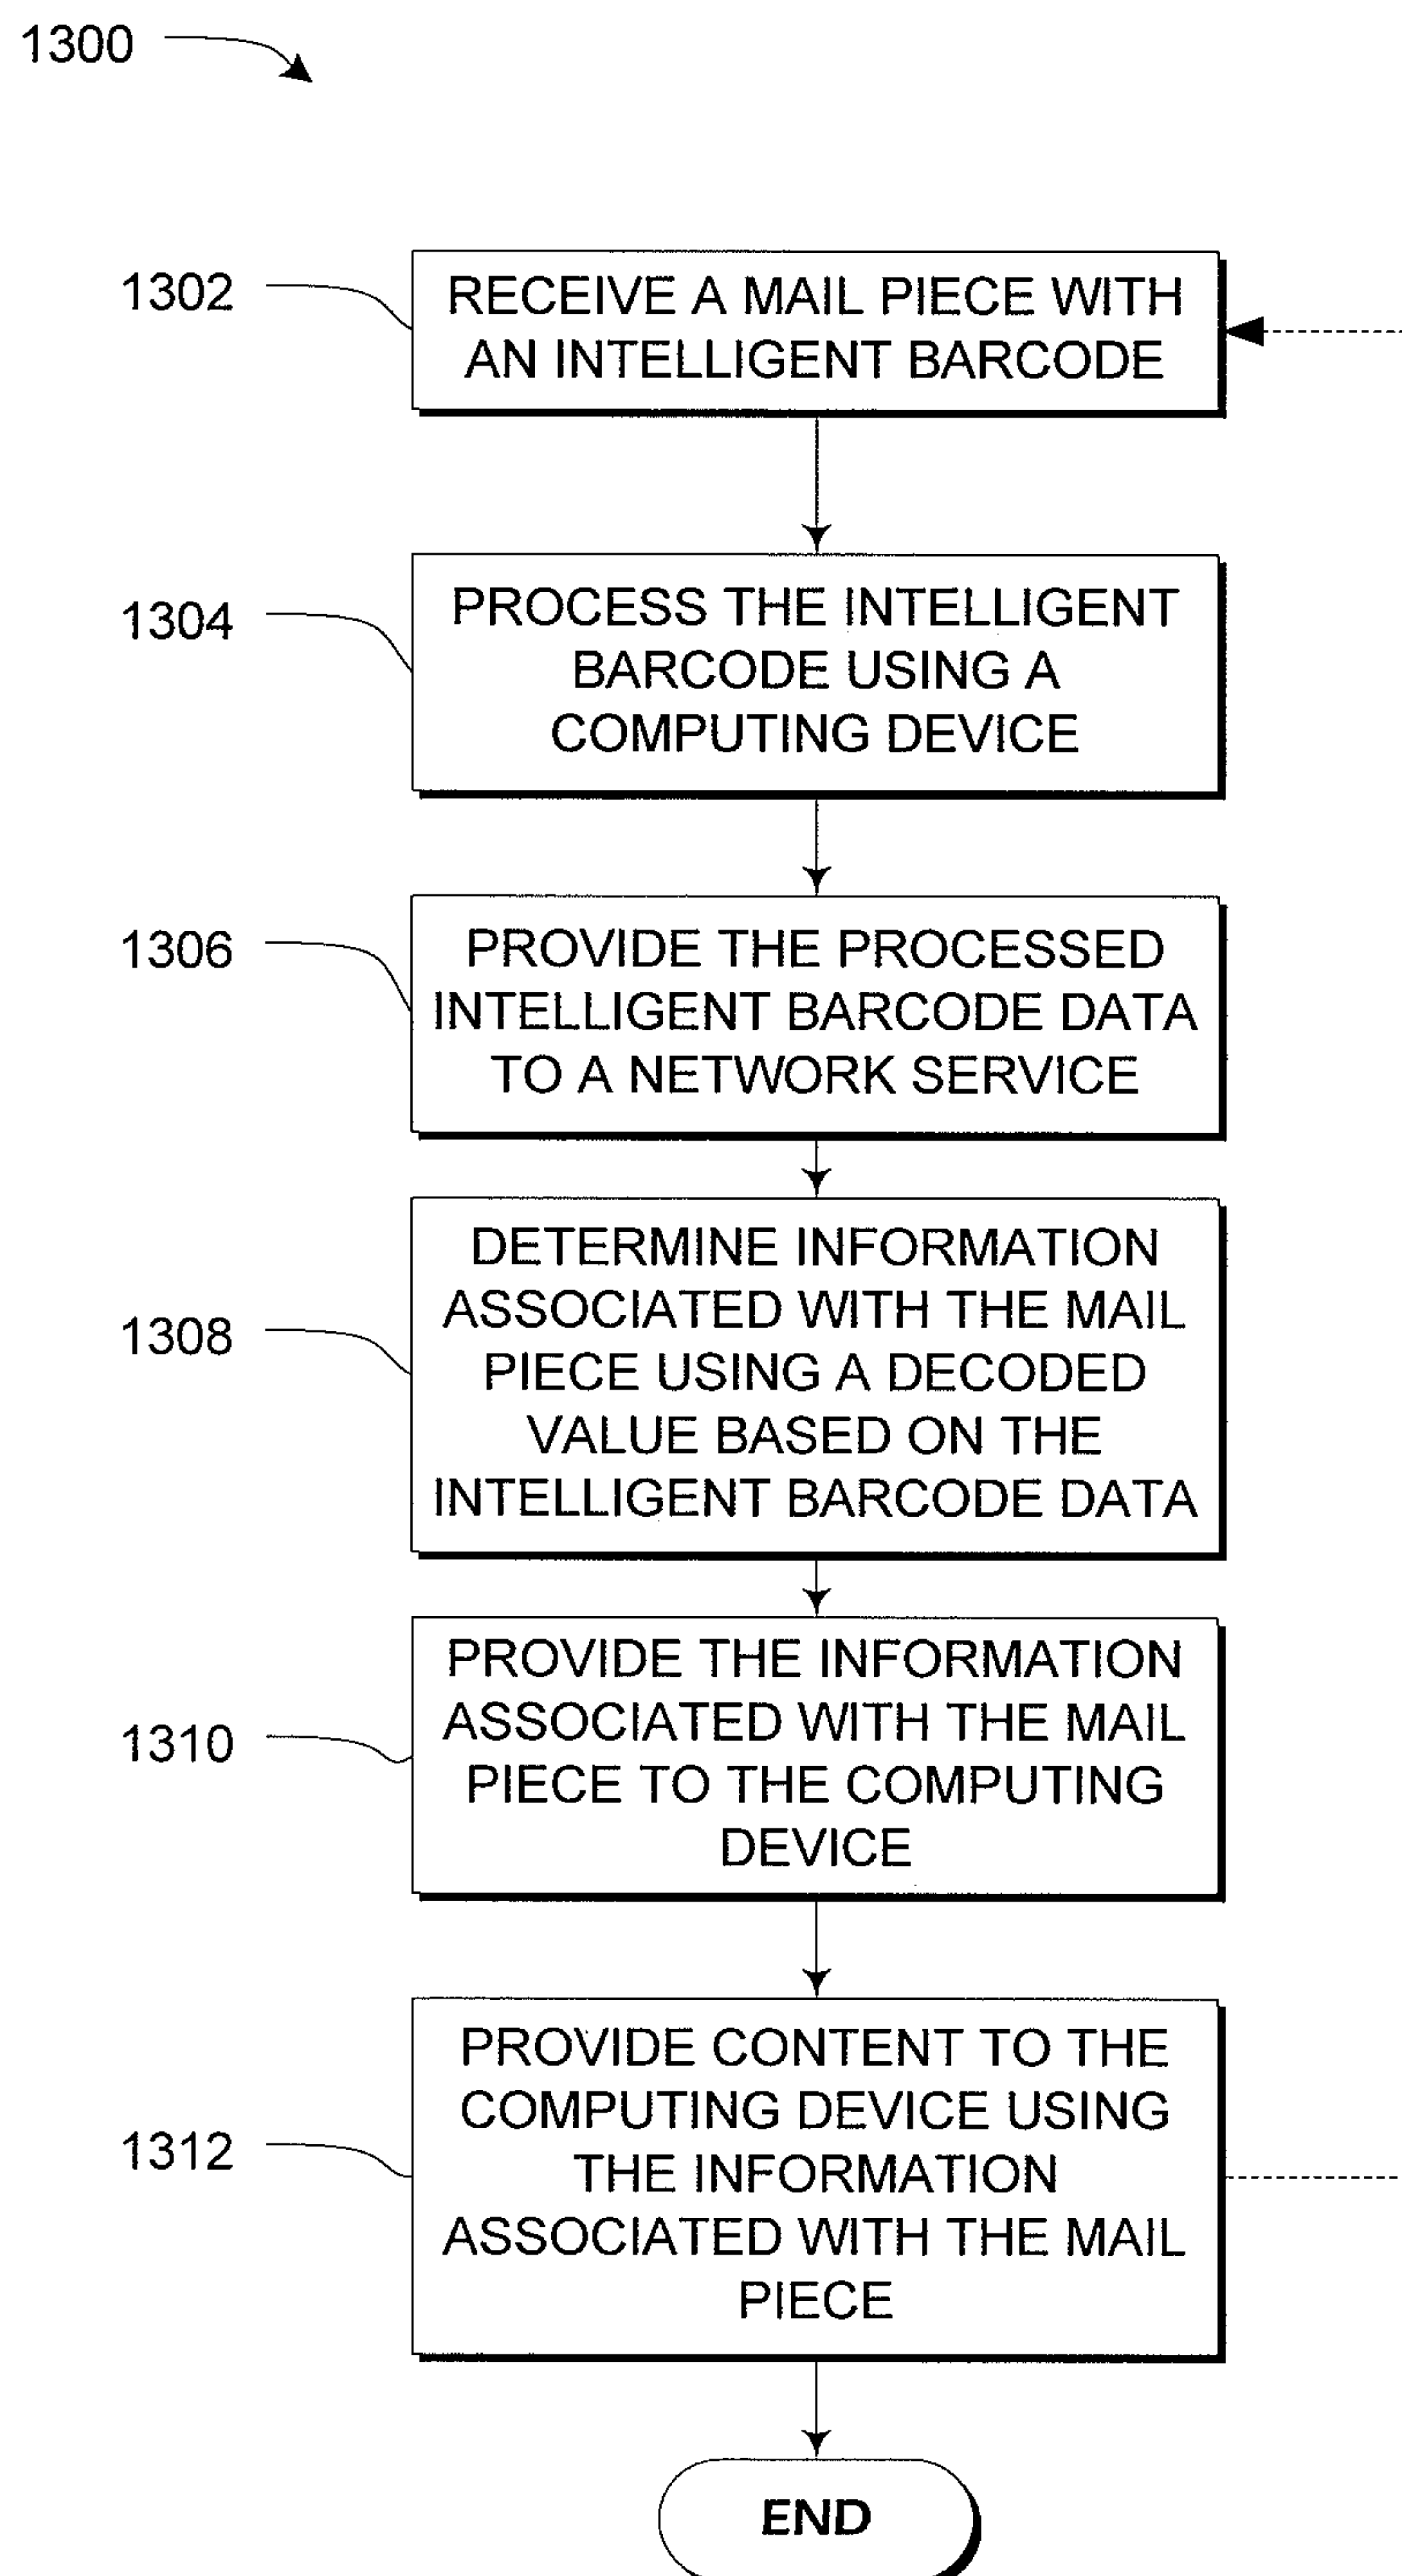 1300
1302
RECEIVE A MAIL PIECE WITH
AN INTELLIGENT BARCODE
1304
PROCESS THE INTELLIGENT
BARCODE USING A
COMPUTING DEVICE
1306
PROVIDE THE PROCESSED
INTELLIGENT BARCODE DATA
TO A NETWORK SERVICE
1308
DETERMINE INFORMATION
ASSOCIATED WITH THE MAIL
PIECE USING A DECODED
VALUE BASED ON THE
INTELLIGENT BARCODE DATA
1310
PROVIDE THE INFORMATION
ASSOCIATED WITH THE MAIL
PIECE TO THE COMPUTING
DEVICE
1312
PROVIDE CONTENT TO THE
COMPUTING DEVICE USING
THE INFORMATION
ASSOCIATED WITH THE MAIL
PIECE
END